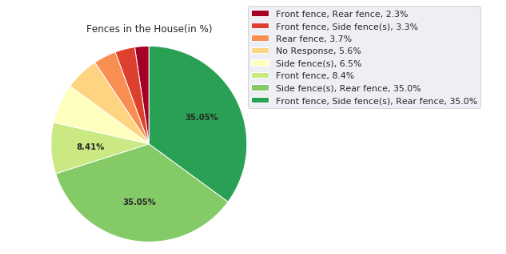 Fences in the House(in %)
Front fence, Rear fence, 2.3%
Front fence, Side fence(s), 3.3%
Rear fence, 3.7%
No Response, 5.6%
Side fence(s), 6.5%
Front fence, 8.4%
Side fence(s), Rear fence, 35.0%
Front fence, Side fence(s), Rear fence, 35.0%
35.05%
8.41%
35.05%